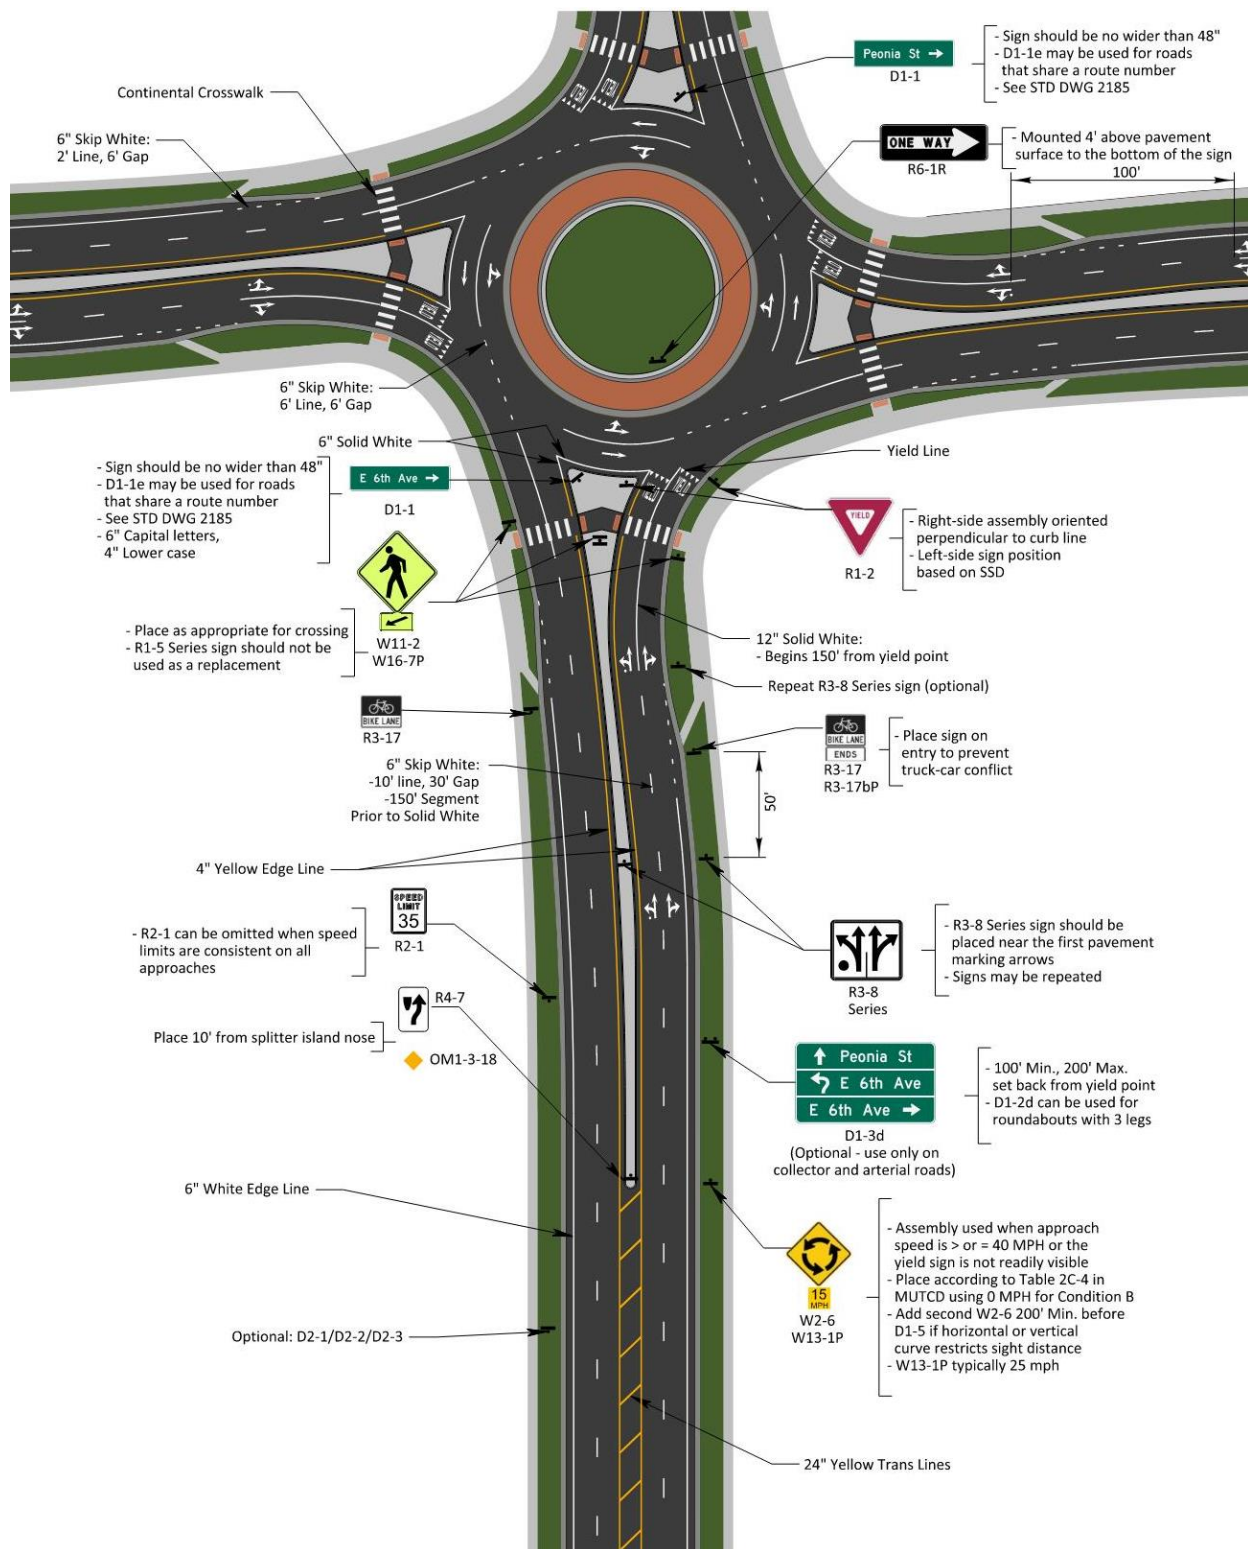 - Sign should be no wider than 48"
- D1-1e may be used for roads
that share a route number
- See STD DWG 2185
Peonia St →
D1-1
Continental Crosswalk
6" Skip White:
2' Line, 6' Gap
ONE WAY
R6-1R
- Mounted 4' above pavement
surface to the bottom of the sign
100'
6" Skip White:
6' Line, 6' Gap
6" Solid White
Yield Line
- Sign should be no wider than 48"
- D1-1e may be used for roads
that share a route number
- See STD DWG 2185
- 6" Capital letters,
4" Lower case
E 6th Ave →
D1-1
YIELD
R1-2
- Right-side assembly oriented
perpendicular to curb line
- Left-side sign position
based on SSD
- Place as appropriate for crossing
- R1-5 Series sign should not be
used as a replacement
W11-2
W16-7P
12" Solid White:
- Begins 150' from yield point
Repeat R3-8 Series sign (optional)
BIKE LANE
R3-17
BIKE LANE
ENDS
R3-17
R3-17bP
- Place sign on
entry to prevent
truck-car conflict
6" Skip White:
-10' line, 30' Gap
-150' Segment
Prior to Solid White
50'
4" Yellow Edge Line
SPEED
LIMIT
35
R2-1
- R2-1 can be omitted when speed
limits are consistent on all
approaches
R3-8
Series
- R3-8 Series sign should be
placed near the first pavement
marking arrows
- Signs may be repeated
R4-7
Place 10' from splitter island nose
OM1-3-18
↑ Peonia St
↰ E 6th Ave
E 6th Ave →
D1-3d
(Optional - use only on
collector and arterial roads)
- 100' Min., 200' Max.
set back from yield point
- D1-2d can be used for
roundabouts with 3 legs
6" White Edge Line
15
MPH
W2-6
W13-1P
- Assembly used when approach
speed is > or = 40 MPH or the
yield sign is not readily visible
- Place according to Table 2C-4 in
MUTCD using 0 MPH for Condition B
- Add second W2-6 200' Min. before
D1-5 if horizontal or vertical
curve restricts sight distance
- W13-1P typically 25 mph
Optional: D2-1/D2-2/D2-3
24" Yellow Trans Lines